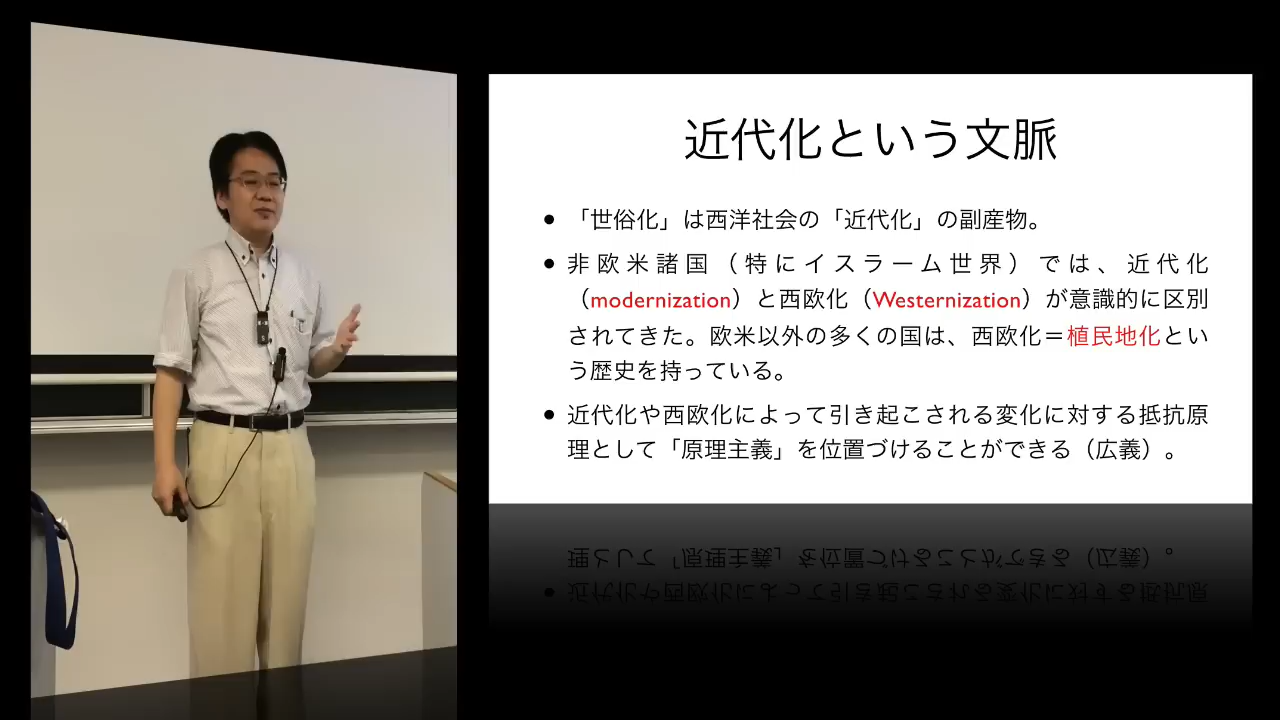 近代化という文脈
• 「世俗化」は西洋社会の「近代化」の副産物。
• 非欧米諸国（特にイスラーム世界）では、近代化
（modernization）と西欧化（Westernization）が意識的に区別
されてきた。欧米以外の多くの国は、西欧化＝植民地化とい
う歴史を持っている。
• 近代化や西欧化によって引き起こされる変化に対する抵抗原
理として「原理主義」を位置づけることができる（広義）。